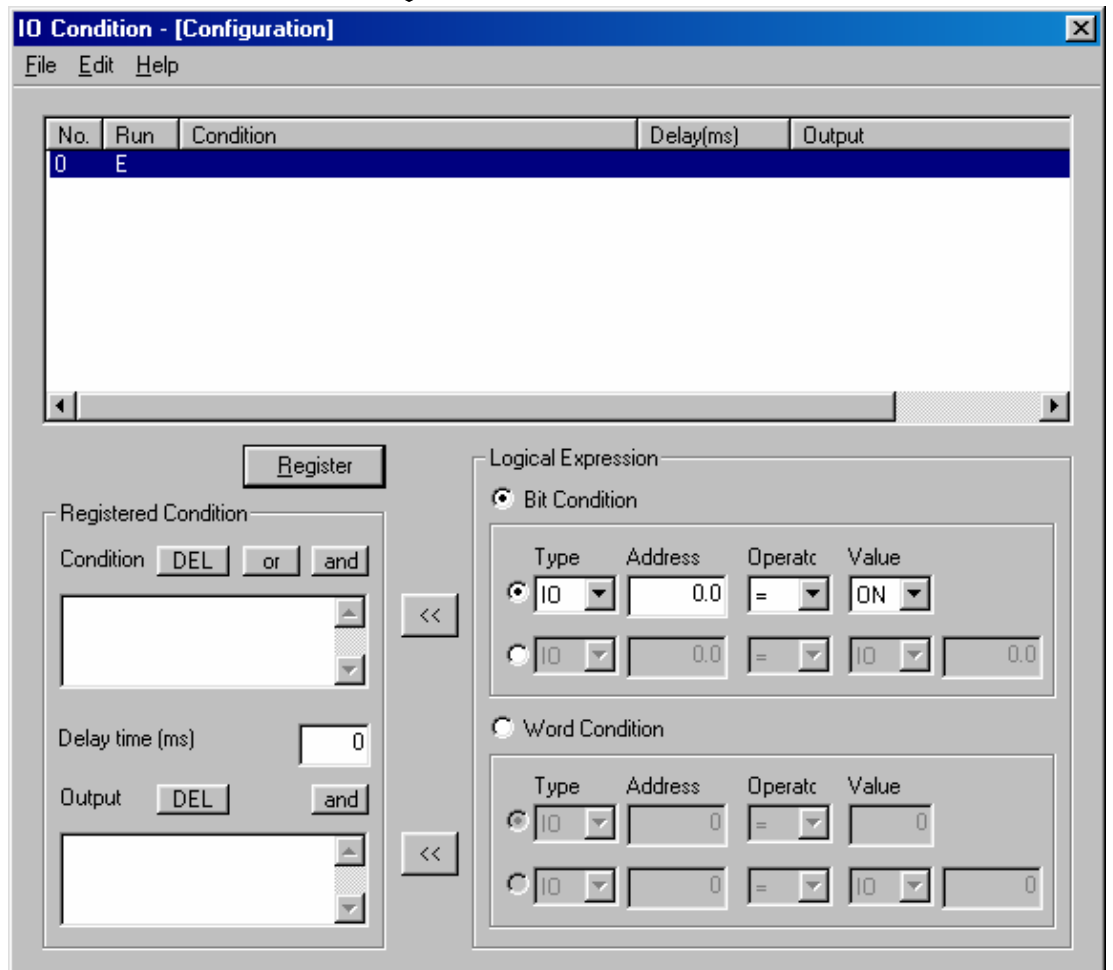 IO Condition - [Configuration]
File Edit Help
No. Run Condition Delay(ms) Output
0 E
Register
Logical Expression
Bit Condition
Registered Condition
Condition DEL or and
Type Address Operatc Value
IO 0.0 = ON
<<
IO 0.0 = IO 0.0
Delay time (ms) 0
Word Condition
Output DEL and
Type Address Operatc Value
IO 0 = 0
<<
IO 0 = IO 0